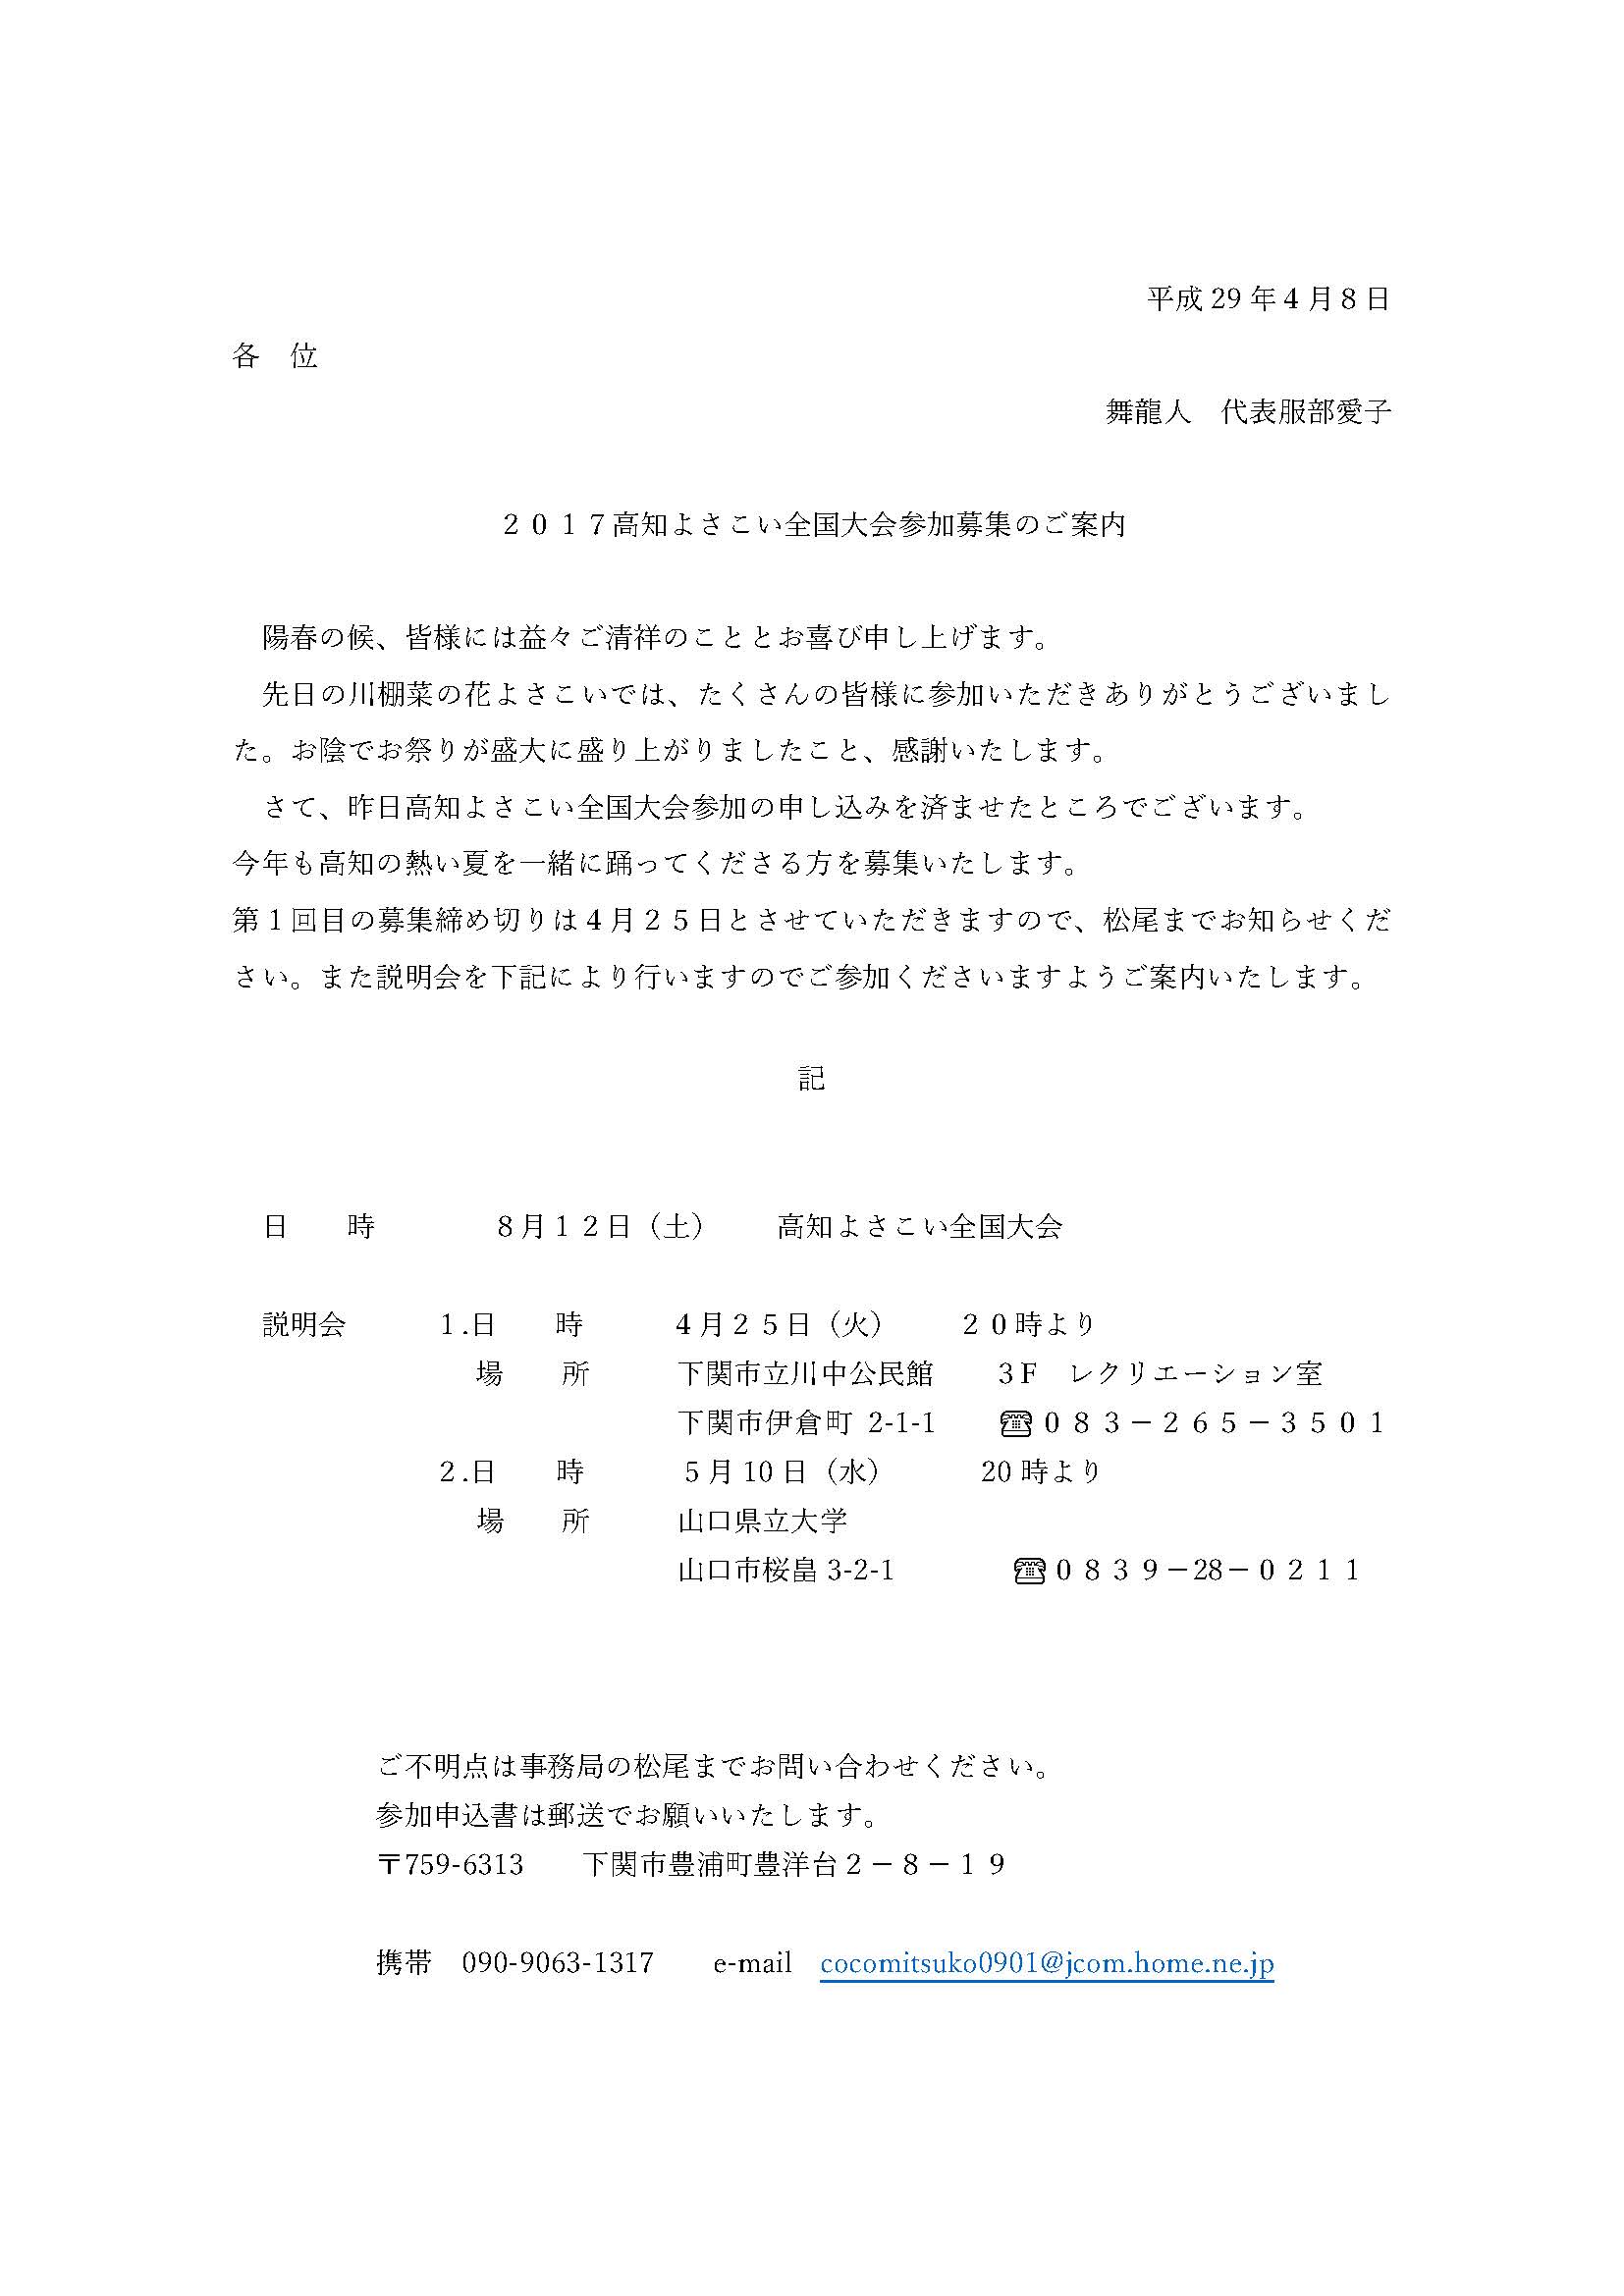 平成 29 年４月８日
各　位
舞龍人　代表服部愛子
２０１７高知よさこい全国大会参加募集のご案内
陽春の候、皆様には益々ご清祥のこととお喜び申し上げます。
先日の川棚菜の花よさこいでは、たくさんの皆様に参加いただきありがとうございまし
た。お陰でお祭りが盛大に盛り上がりましたこと、感謝いたします。
さて、昨日高知よさこい全国大会参加の申し込みを済ませたところでございます。
今年も高知の熱い夏を一緒に踊ってくださる方を募集いたします。
第１回目の募集締め切りは４月２５日とさせていただきますので、松尾までお知らせくだ
さい。また説明会を下記により行いますのでご参加くださいますようご案内いたします。
記
日　　時　　　　８月１２日（土）　　高知よさこい全国大会
説明会　　　１.日　　時　　　４月２５日（火）　　２０時より
場　　所　　　下関市立川中公民館　　３F　レクリエーション室
下関市伊倉町 2-1-1　　☎０８３－２６５－３５０１
２.日　　時　　　５月 10 日（水）　　　20 時より
場　　所　　　山口県立大学
山口市桜畠 3-2-1　　　　☎０８３９－28－０２１１
ご不明点は事務局の松尾までお問い合わせください。
参加申込書は郵送でお願いいたします。
〒759-6313　　下関市豊浦町豊洋台２－８－１９
携帯　090-9063-1317　　e-mail　cocomitsuko0901@jcom.home.ne.jp